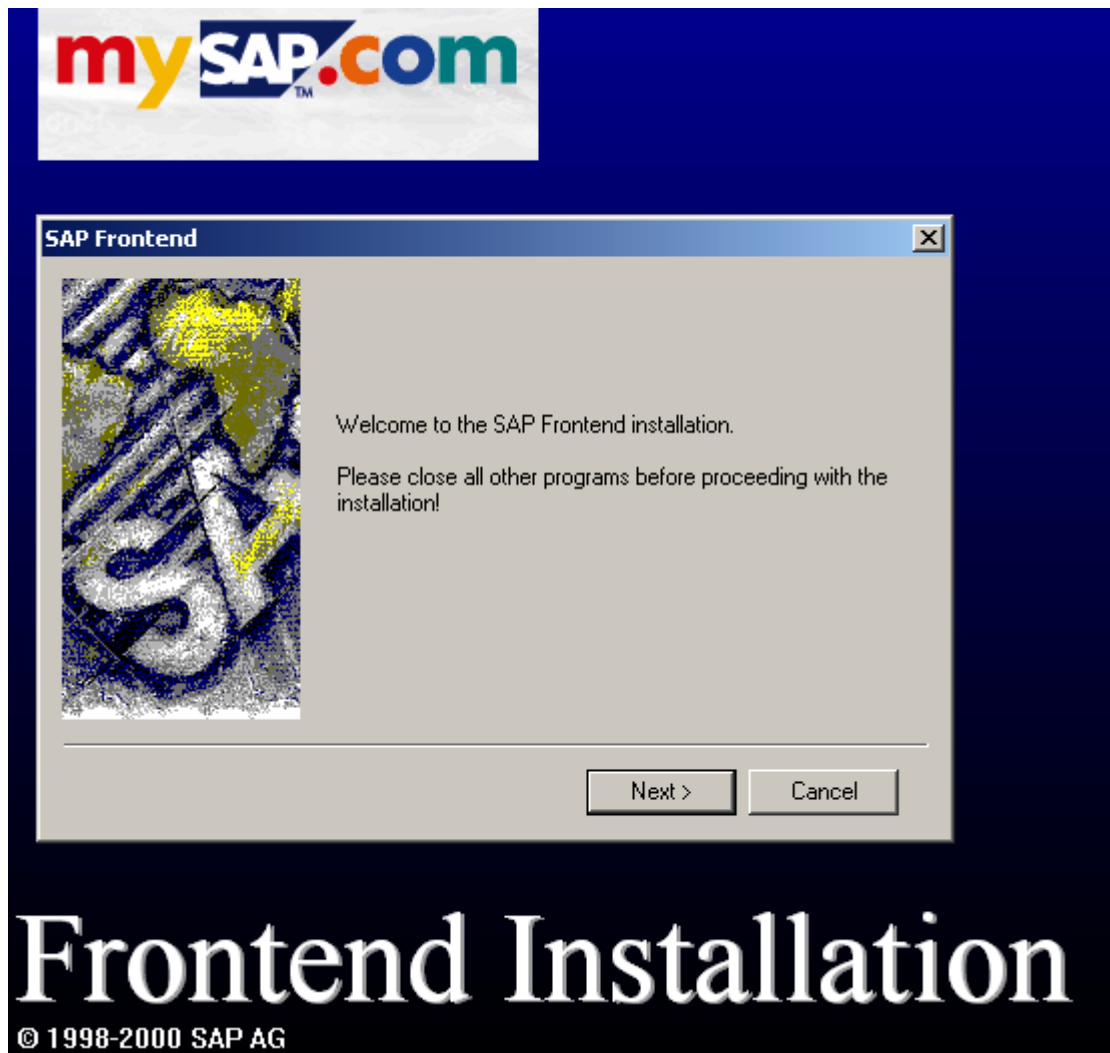 mySAP.com
TM
SAP Frontend
Welcome to the SAP Frontend installation.
Please close all other programs before proceeding with the
installation!
Next >
Cancel
Frontend Installation
© 1998-2000 SAP AG